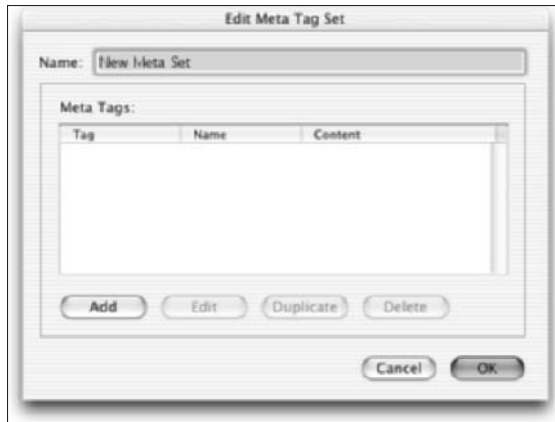 Edit Meta Tag Set
Name: New Meta Set
Meta Tags:
Tag Name Content
Add Edit Duplicate Delete
Cancel OK